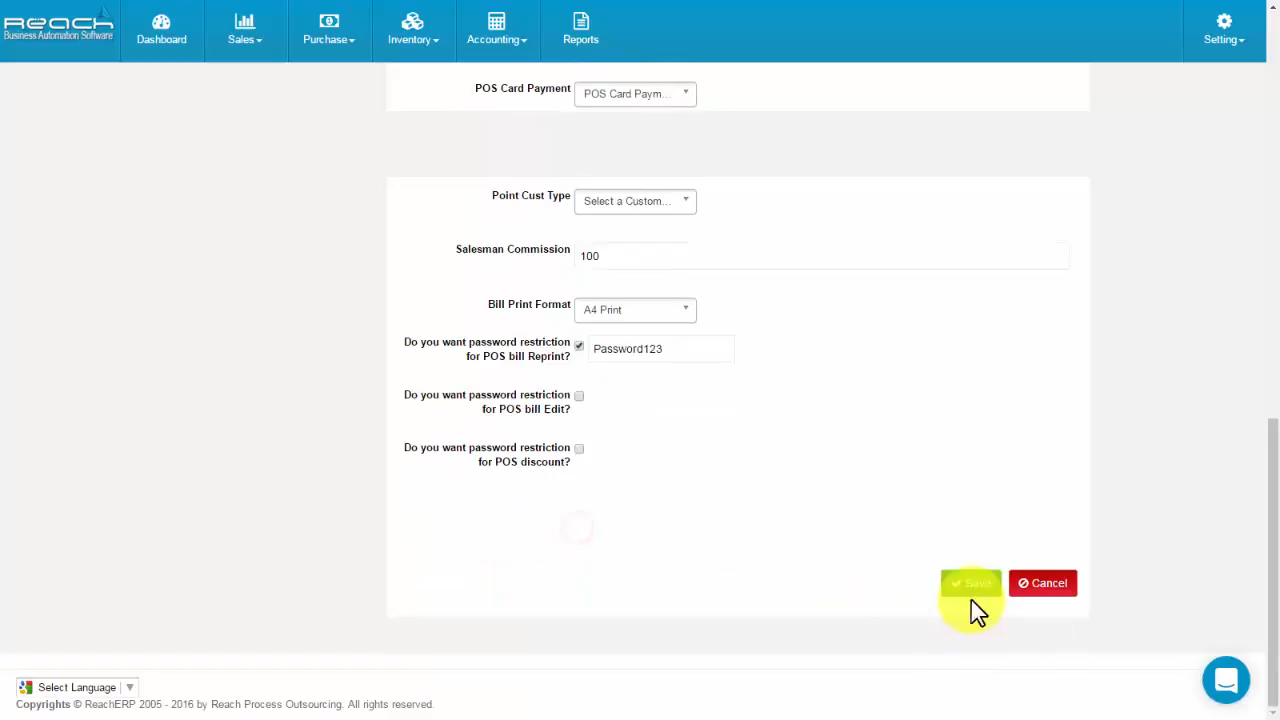 Reach
Business Automation Software
Dashboard
Sales
Purchase
Inventory
Accounting
Reports
Setting
POS Card Payment
POS Card Paym...
Point Cust Type
Select a Custom...
Salesman Commission
100
Bill Print Format
A4 Print
Do you want password restriction
for POS bill Reprint?
Password123
Do you want password restriction
for POS bill Edit?
Do you want password restriction
for POS discount?
Save
Cancel
Select Language
Copyrights © ReachERP 2005 - 2016 by Reach Process Outsourcing. All rights reserved.